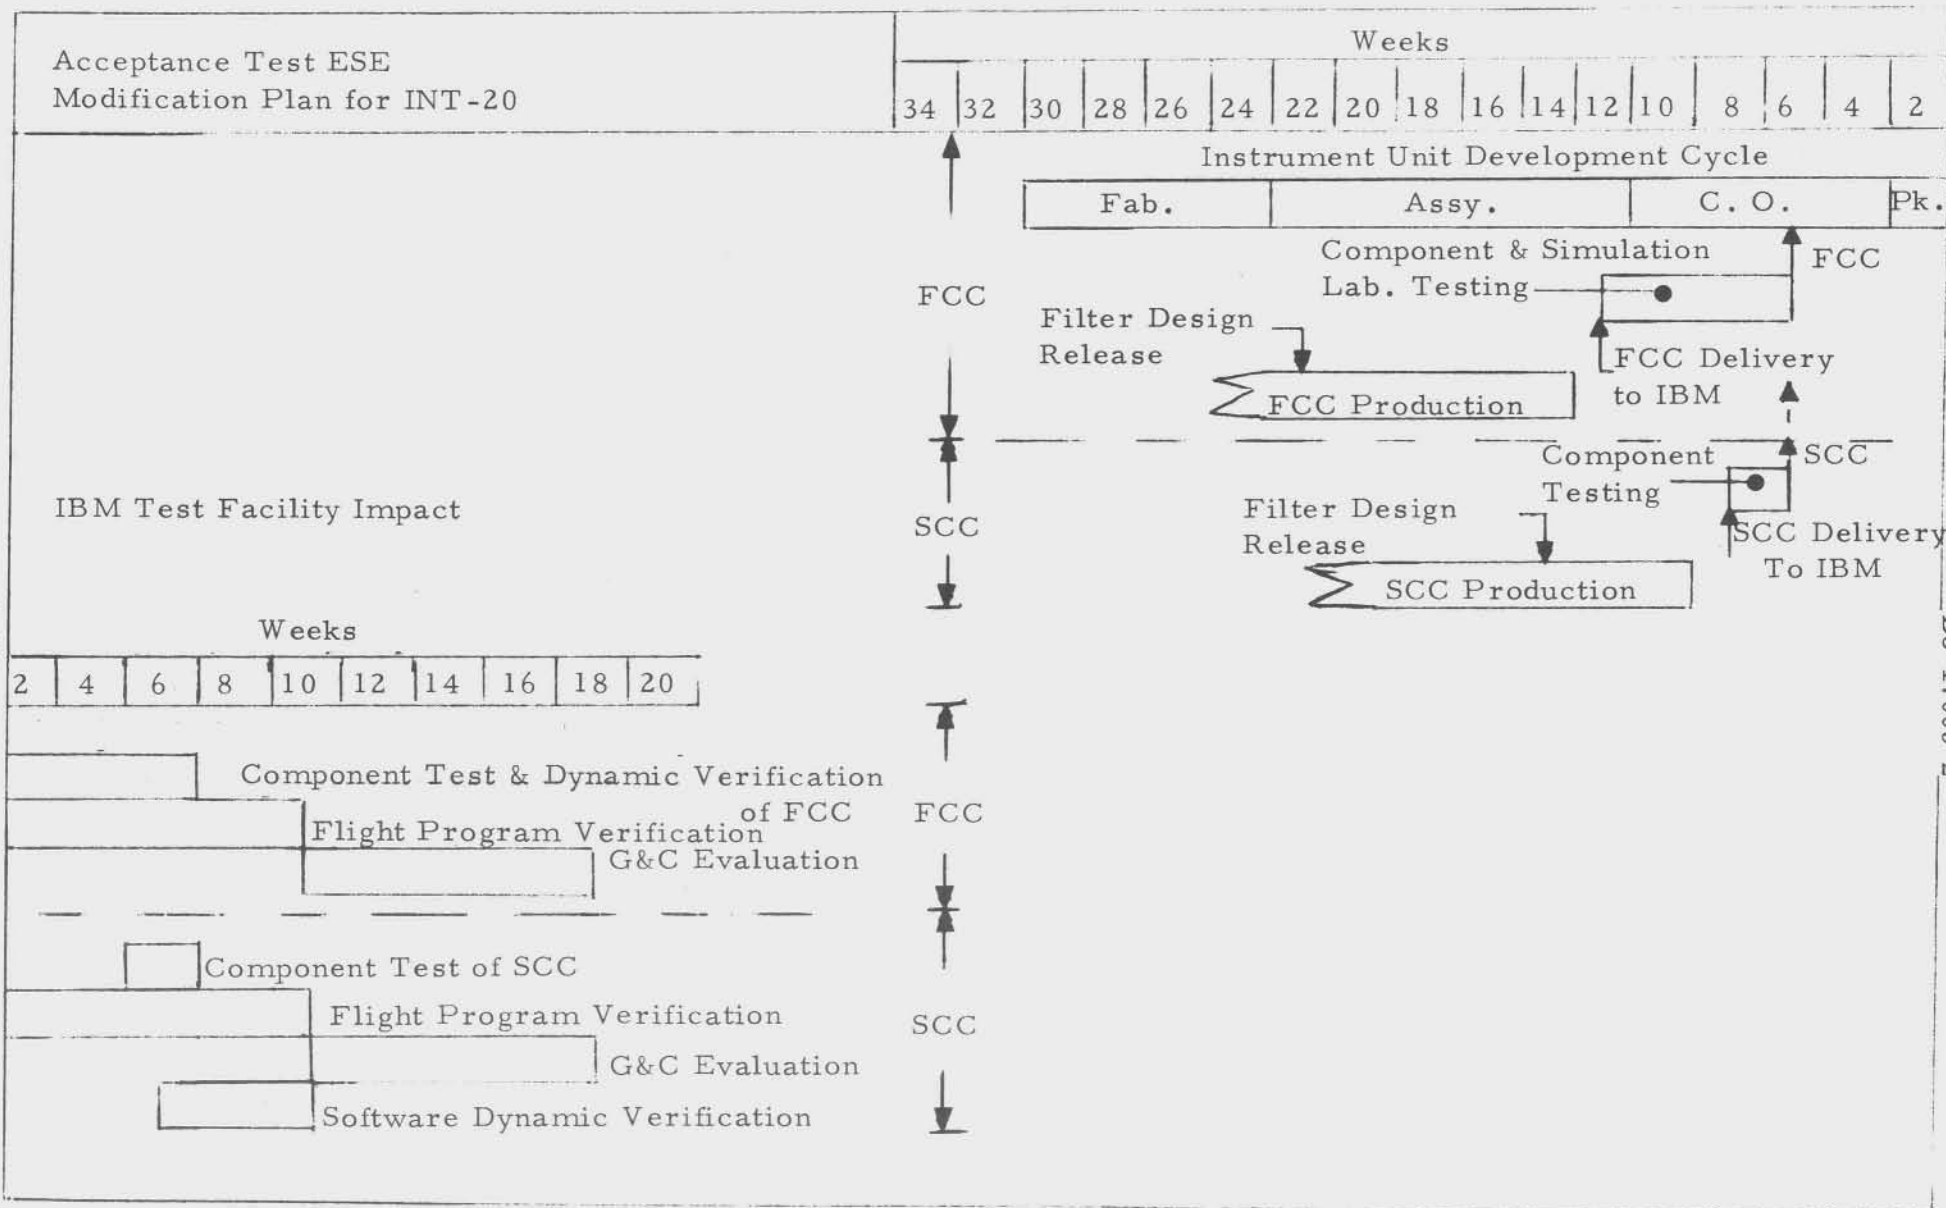 Acceptance Test ESE
Modification Plan for INT-20
Weeks
34 32 30 28 26 24 22 20 18 16 14 12 10 8 6 4 2
Instrument Unit Development Cycle
Fab. Assy. C. O. Pk.
Component & Simulation
Lab. Testing
FCC
FCC
Filter Design
Release
FCC Delivery
to IBM
FCC Production
Component
Testing
SCC
IBM Test Facility Impact
SCC
Filter Design
Release
SCC Delivery
To IBM
SCC Production
Weeks
2 4 6 8 10 12 14 16 18 20
Component Test & Dynamic Verification
of FCC
FCC
Flight Program Verification
G&C Evaluation
Component Test of SCC
Flight Program Verification
SCC
G&C Evaluation
Software Dynamic Verification